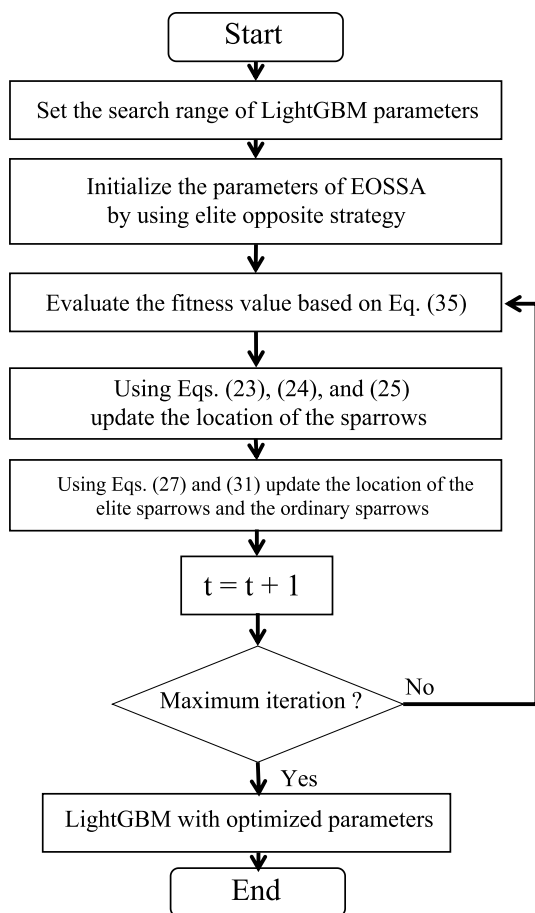 Start
Set the search range of LightGBM parameters
Initialize the parameters of EOSSA
by using elite opposite strategy
Evaluate the fitness value based on Eq. (35)
Using Eqs. (23), (24), and (25)
update the location of the sparrows
Using Eqs. (27) and (31) update the location of the
elite sparrows and the ordinary sparrows
t = t + 1
Maximum iteration ?
No
Yes
LightGBM with optimized parameters
End